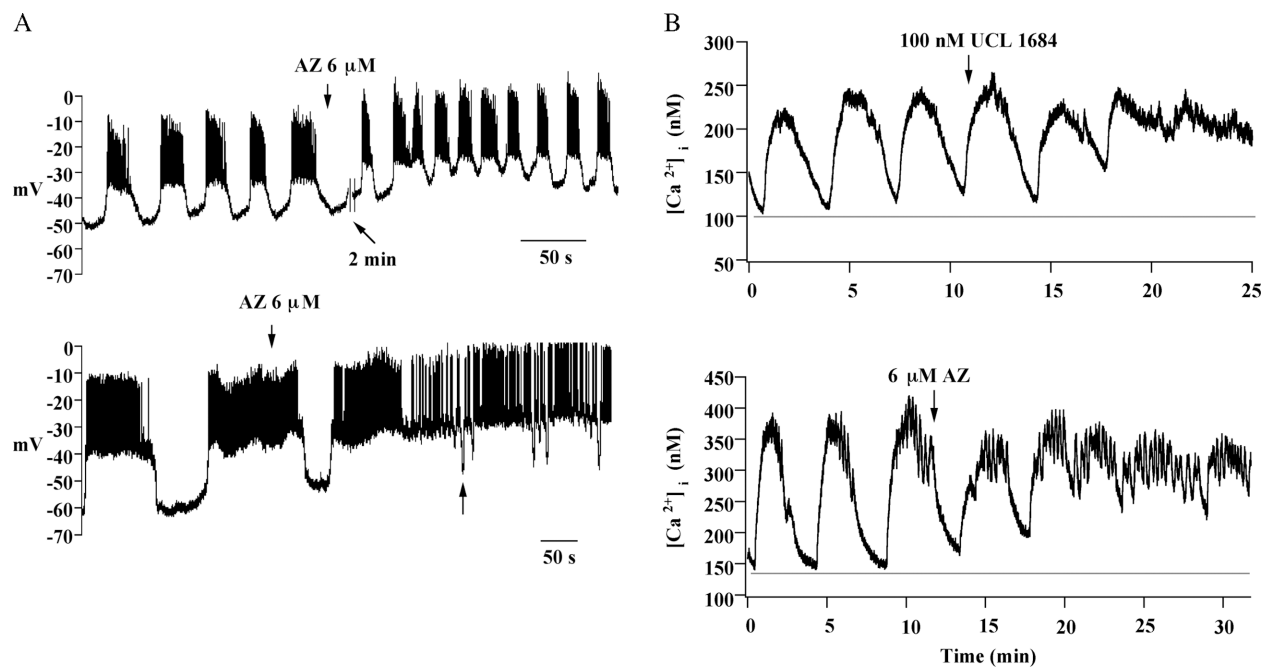 A
AZ 6 μM
0
-10
-20
-30
mV
-40
-50
-60
-70
2 min
50 s
AZ 6 μM
0
-10
-20
-30
mV
-40
-50
-60
-70
50 s
B
100 nM UCL 1684
300
250
200
150
100
50
[Ca 2+] i (nM)
0 5 10 15 20 25
6 μM AZ
450
400
350
300
250
200
150
100
[Ca 2+] i (nM)
0 5 10 15 20 25 30
Time (min)